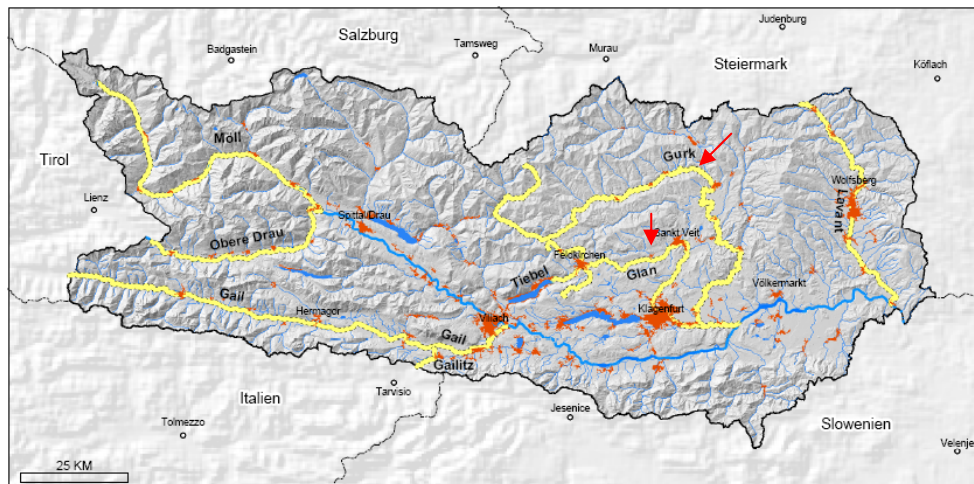 Judenburg
Salzburg
Badgastein
Tamsweg
Murau
Steiermark
Köflach
Möll
Gurk
Tirol
Lienz
Wolfsberg
Lavant
Spittal/Drau
Obere Drau
Sankt Veit
Feldkirchen
Tiebel
Glan
Gail
Völkermarkt
Hermagor
Klagenfurt
Villach
Gail
Gailitz
Tarvisio
Italien
Jesenice
Tolmezzo
Slowenien
Velenje
25 KM